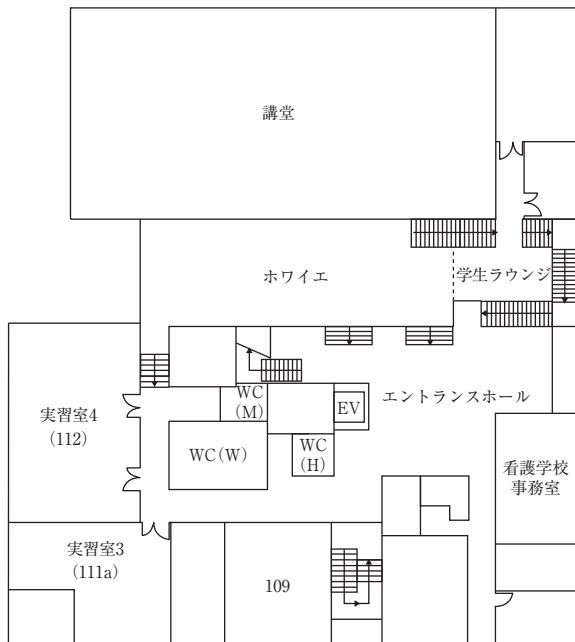 講堂
ホワイエ
学生ラウンジ
エントランスホール
WC
(M)
EV
実習室4
(112)
WC(W)
WC
(H)
看護学校
事務室
実習室3
(111a)
109